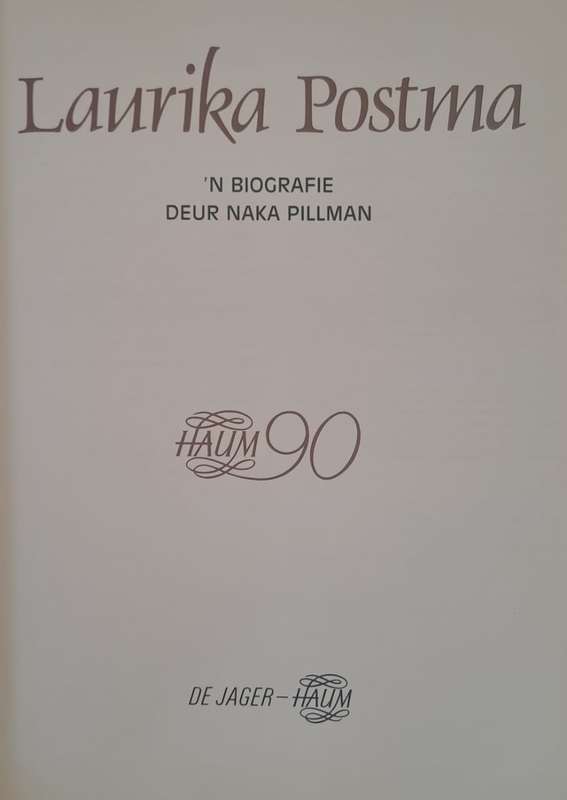 Laurika Postma
'N BIOGRAFIE
DEUR NAKA PILLMAN
HAUM 90
DE JAGER – HAUM